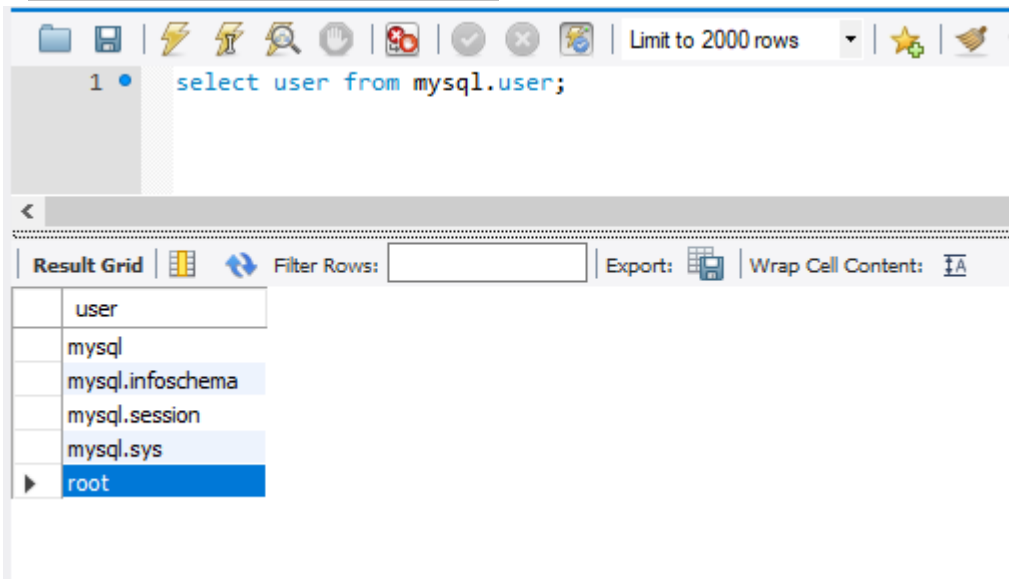 Limit to 2000 rows
1 select user from mysql.user;
Result Grid Filter Rows: Export: Wrap Cell Content: IA
user
mysql
mysql.infoschema
mysql.session
mysql.sys
root